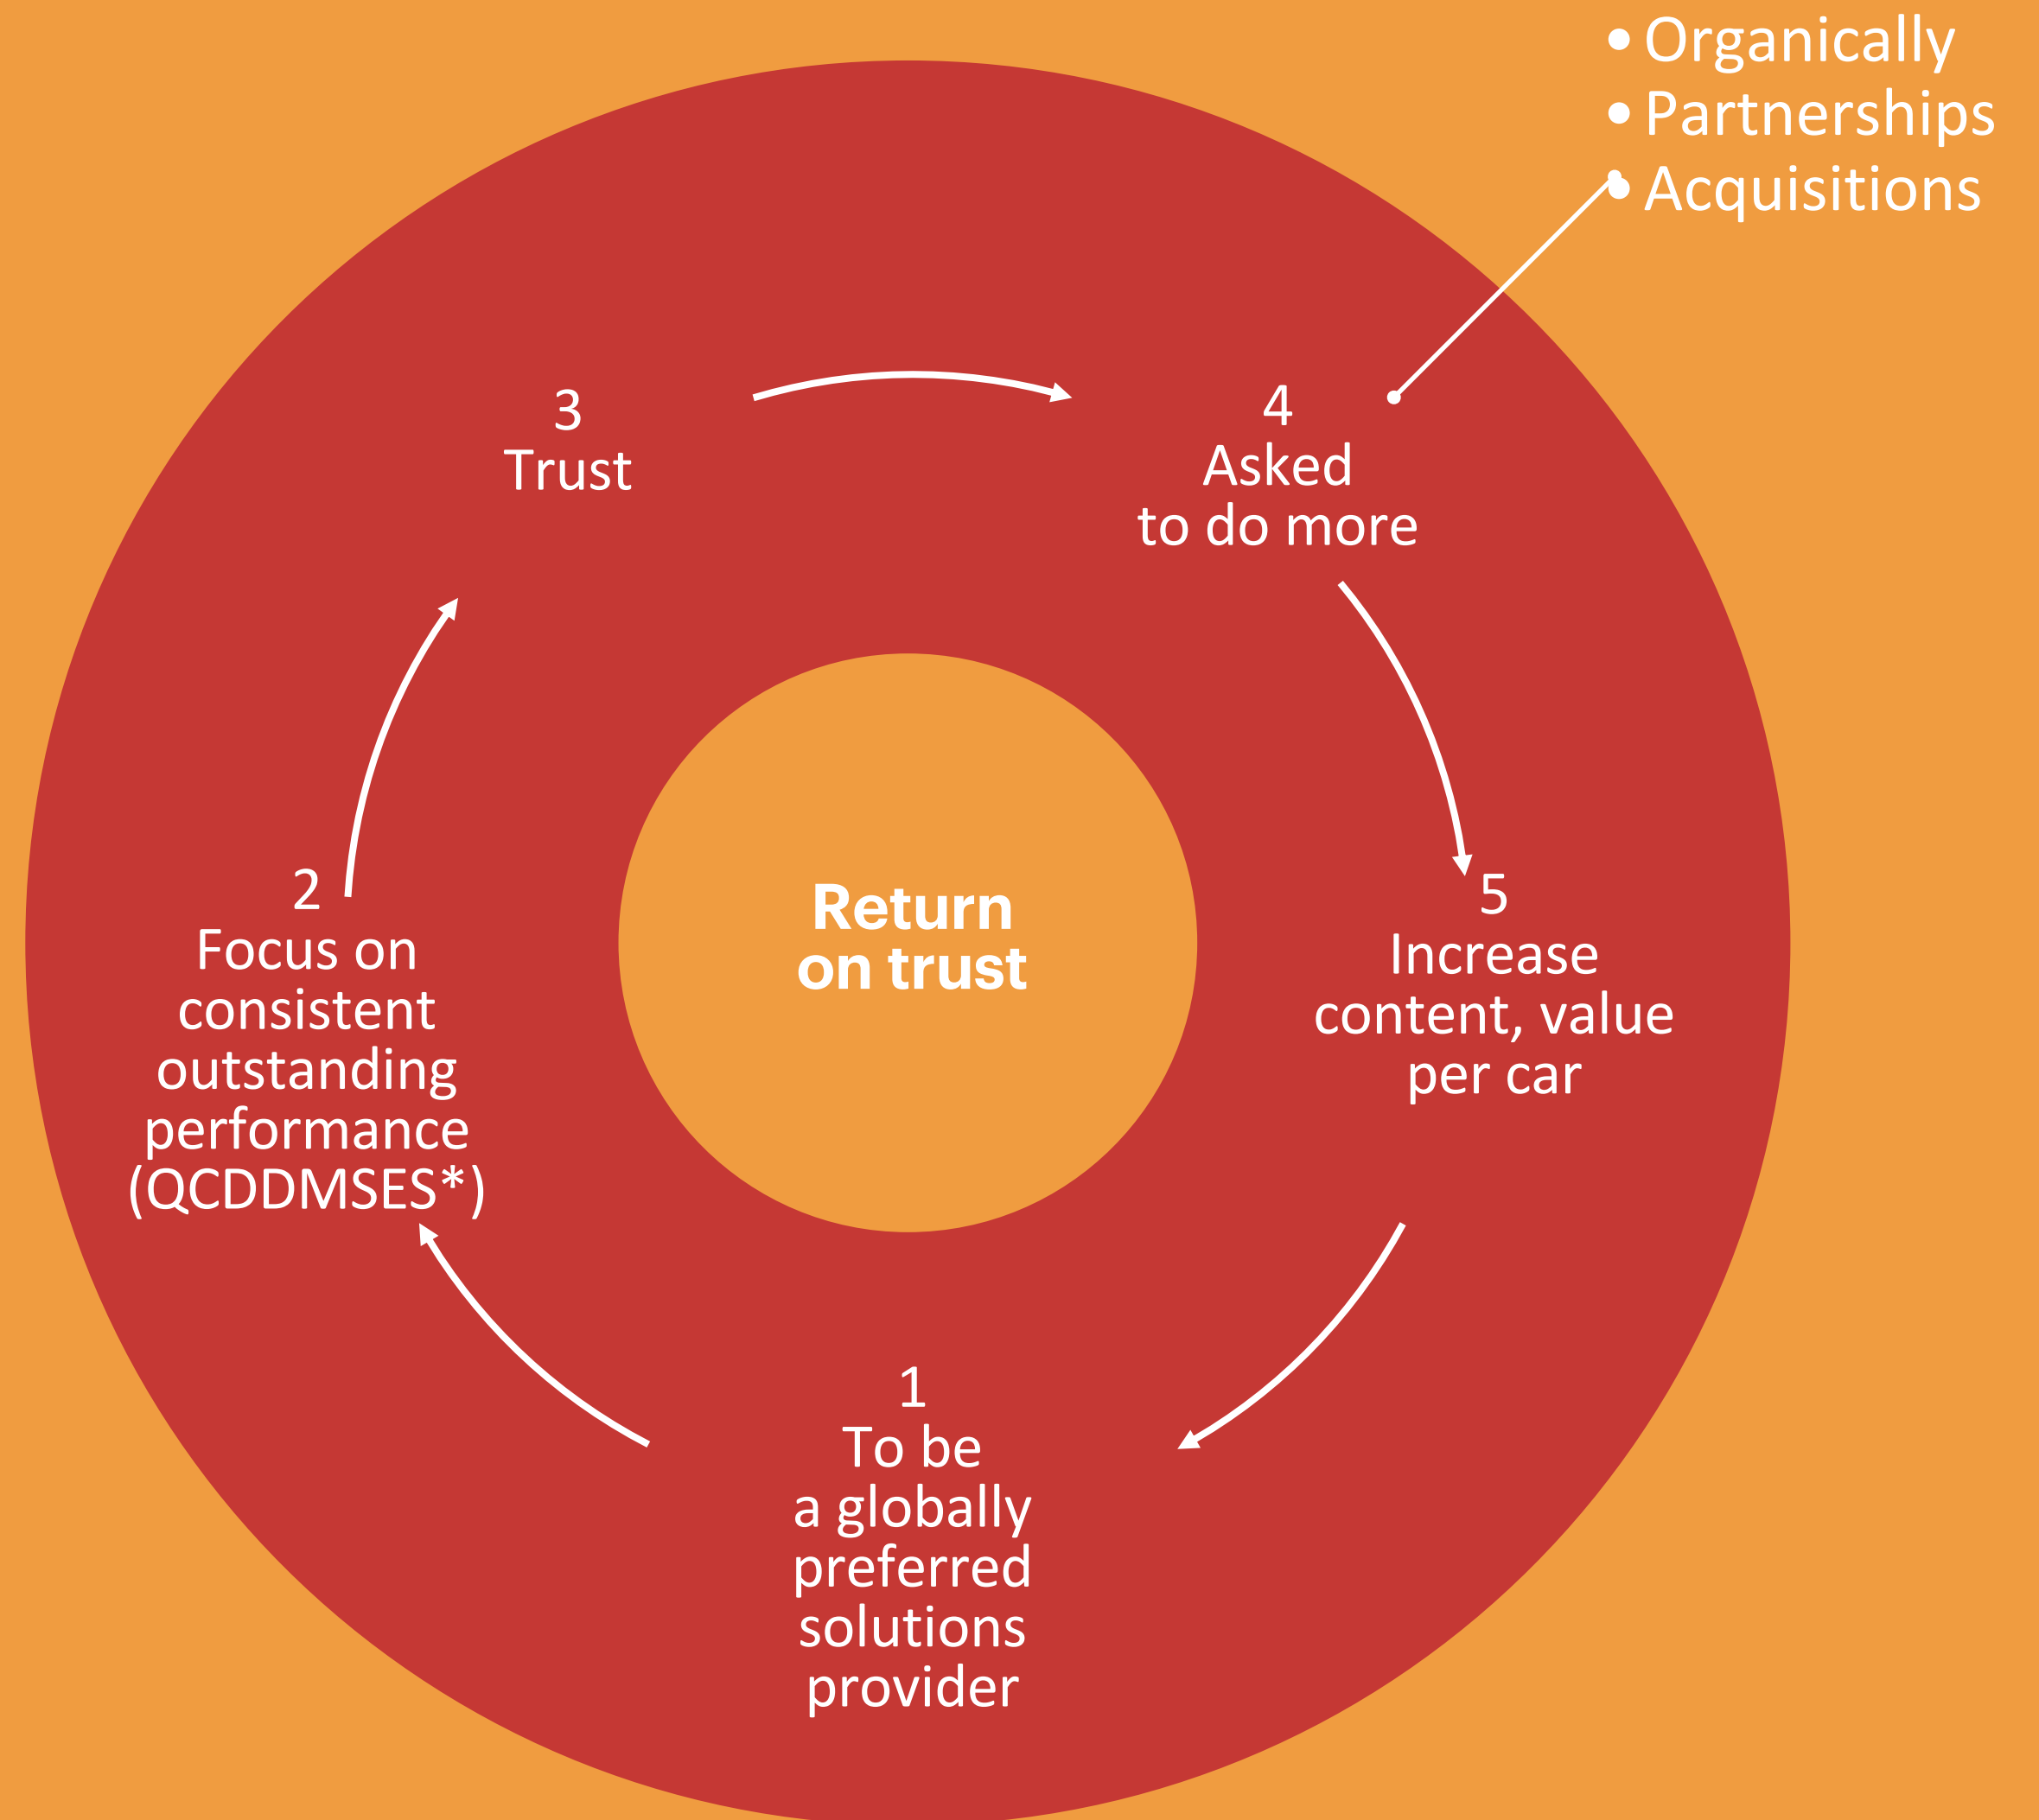 • Organically
• Partnerships
• Acquisitions
3
Trust
4
Asked
to do more
2
Focus on
consistent
outstanding
performance
(QCDDMSES*)
Return
on trust
5
Increase
content, value
per car
1
To be
a globally
preferred
solutions
provider